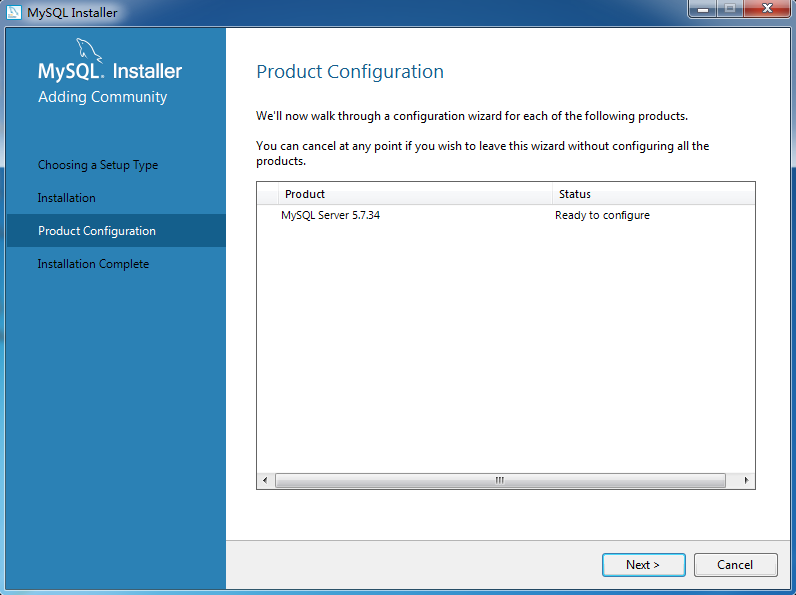 MySQL Installer
MySQL. Installer
Adding Community
Choosing a Setup Type
Installation
Product Configuration
Installation Complete
Product Configuration
We'll now walk through a configuration wizard for each of the following products.
You can cancel at any point if you wish to leave this wizard without configuring all the
products.
Product Status
MySQL Server 5.7.34 Ready to configure
Next > Cancel